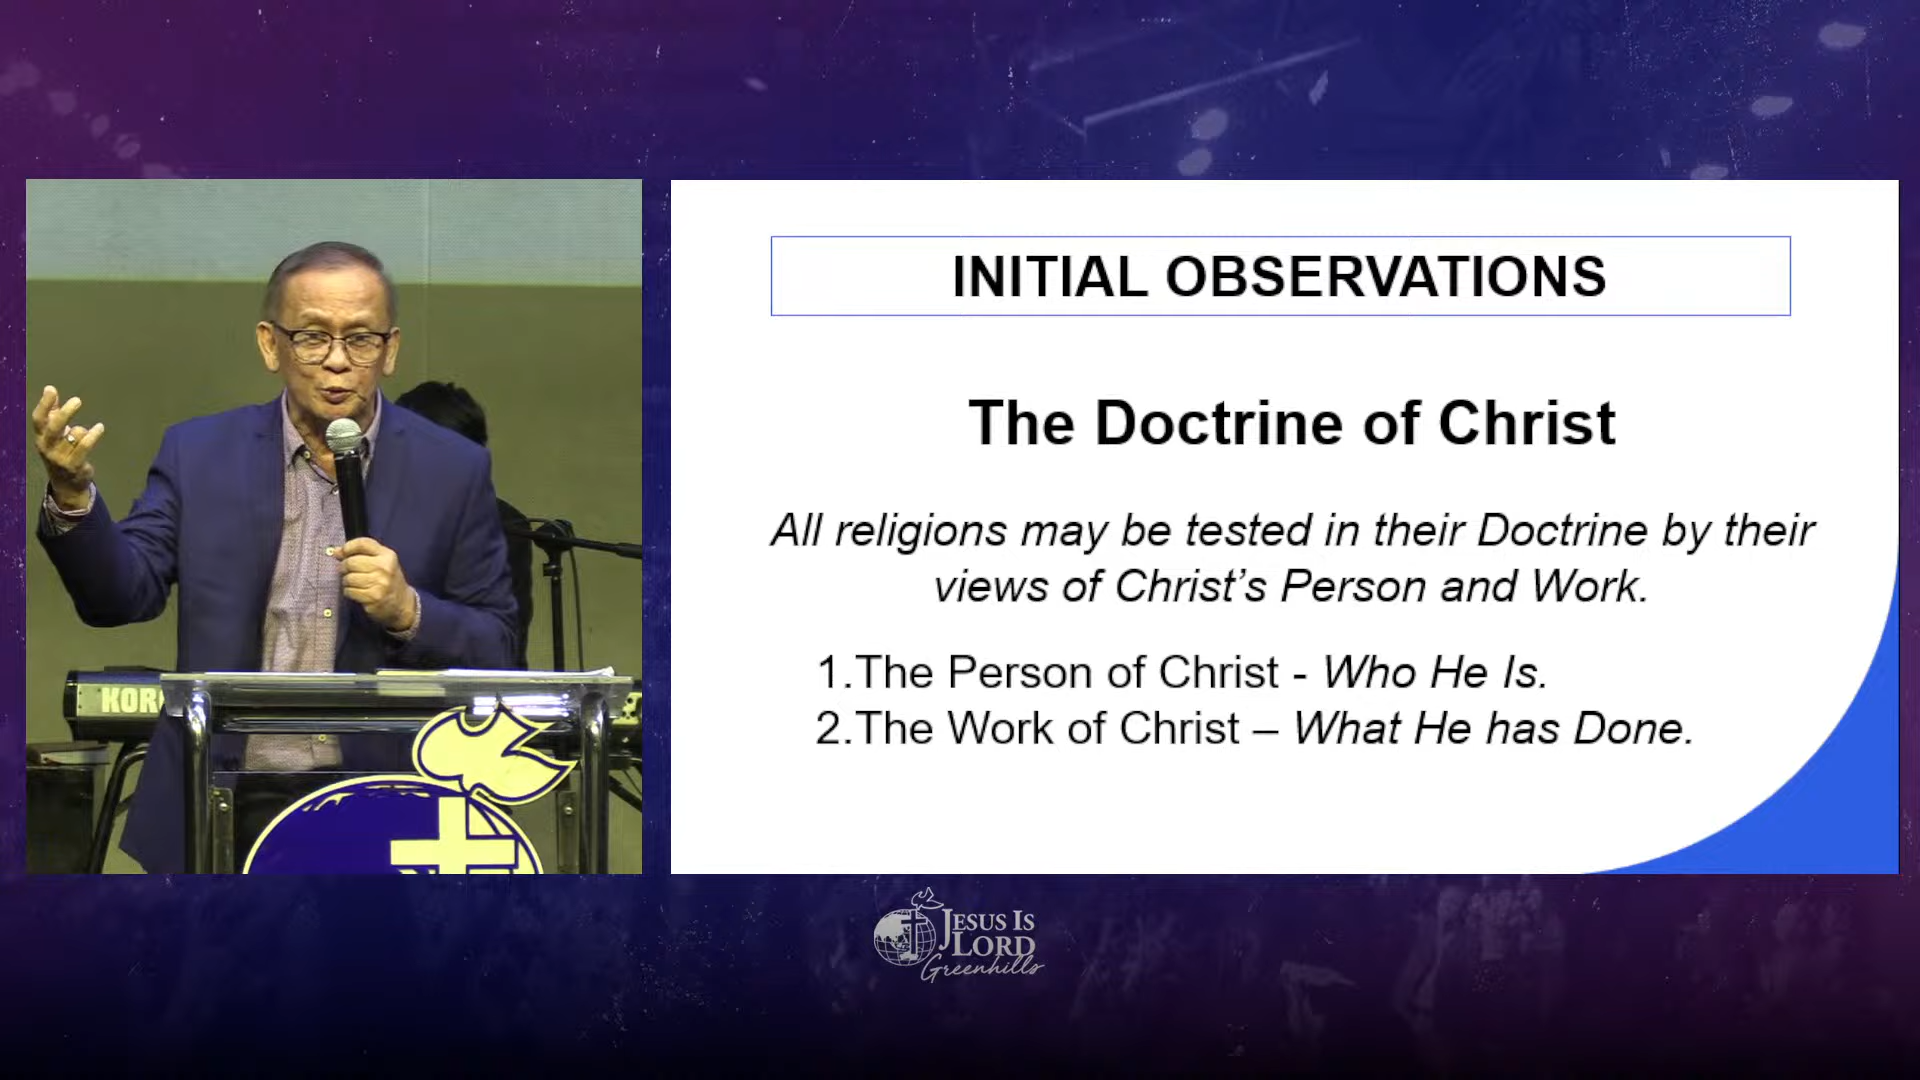 INITIAL OBSERVATIONS
The Doctrine of Christ
All religions may be tested in their Doctrine by their
views of Christ’s Person and Work.
1.The Person of Christ - Who He Is.
2.The Work of Christ – What He has Done.
KORG
JESUS IS
LORD
Greenhills